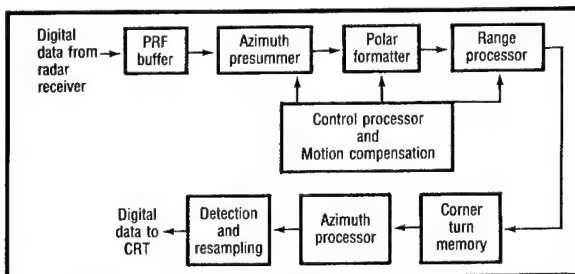 Digital
data from
radar
receiver
PRF
buffer
Azimuth
presummer
Polar
formatter
Range
processor
Control processor
and
Motion compensation
Digital
data to
CRT
Detection
and
resampling
Azimuth
processor
Corner
turn
memory